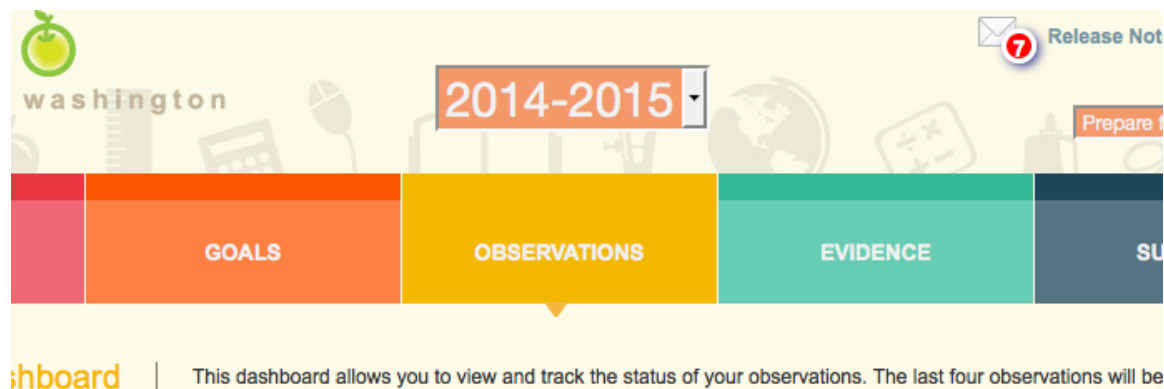 7 Release Not
washington
2014-2015
Prepare f
GOALS OBSERVATIONS EVIDENCE SU
shboard
This dashboard allows you to view and track the status of your observations. The last four observations will be